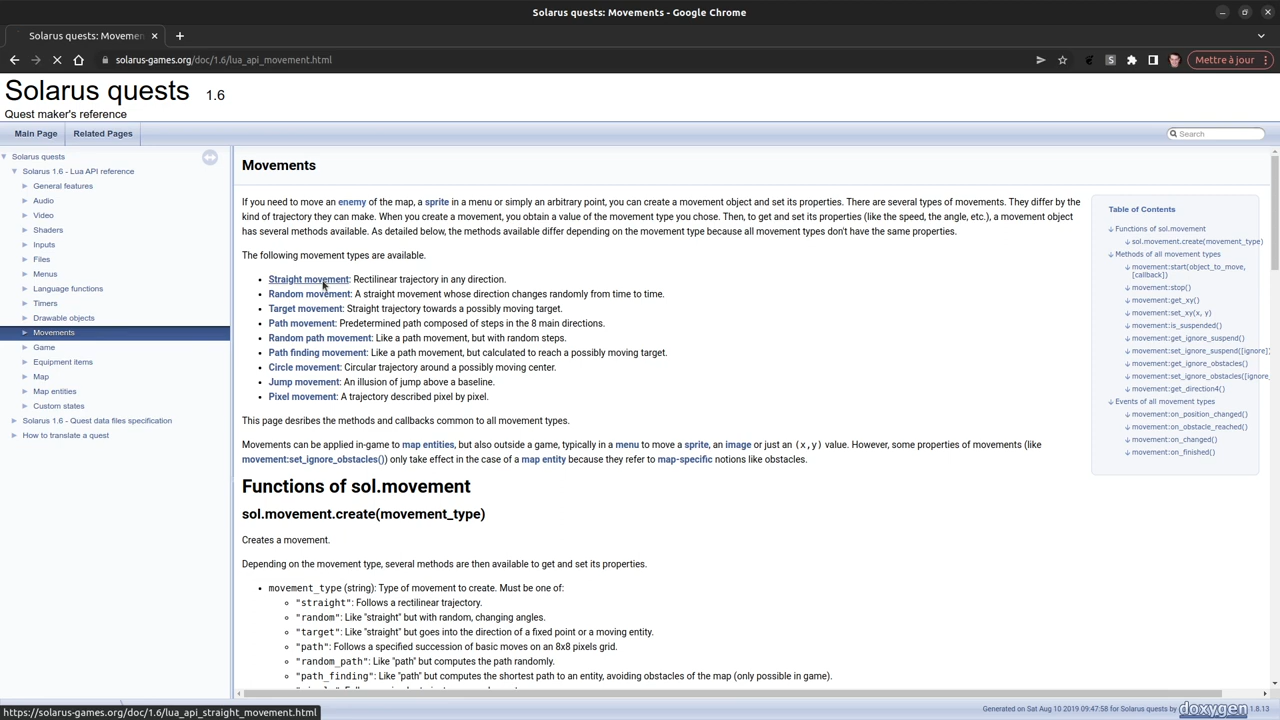 Solarus quests: Movements - Google Chrome
Solarus quests: Movemen
solarus-games.org/doc/1.6/lua_api_movement.html
Mettre à jour
Solarus quests 1.6
Quest maker's reference
Main Page
Related Pages
Search
Solarus quests
Solarus 1.6 - Lua API reference
General features
Audio
Video
Shaders
Inputs
Files
Menus
Language functions
Timers
Drawable objects
Movements
Game
Equipment items
Map
Map entities
Custom states
Solarus 1.6 - Quest data files specification
How to translate a quest
Movements
If you need to move an enemy of the map, a sprite in a menu or simply an arbitrary point, you can create a movement object and set its properties. There are several types of movements. They differ by the
kind of trajectory they can make. When you create a movement, you obtain a value of the movement type you chose. Then, to get and set its properties (like the speed, the angle, etc.), a movement object
has several methods available. As detailed below, the methods available differ depending on the movement type because all movement types don't have the same properties.
The following movement types are available.
• Straight movement: Rectilinear trajectory in any direction.
• Random movement: A straight movement whose direction changes randomly from time to time.
• Target movement: Straight trajectory towards a possibly moving target.
• Path movement: Predetermined path composed of steps in the 8 main directions.
• Random path movement: Like a path movement, but with random steps.
• Path finding movement: Like a path movement, but calculated to reach a possibly moving target.
• Circle movement: Circular trajectory around a possibly moving center.
• Jump movement: An illusion of jump above a baseline.
• Pixel movement: A trajectory described pixel by pixel.
This page desribes the methods and callbacks common to all movement types.
Movements can be applied in-game to map entities, but also outside a game, typically in a menu to move a sprite, an image or just an (x,y) value. However, some properties of movements (like
movement:set_ignore_obstacles()) only take effect in the case of a map entity because they refer to map-specific notions like obstacles.
Functions of sol.movement
sol.movement.create(movement_type)
Creates a movement.
Depending on the movement type, several methods are then available to get and set its properties.
• movement_type (string): Type of movement to create. Must be one of:
"straight": Follows a rectilinear trajectory.
"random": Like "straight" but with random, changing angles.
"target": Like "straight" but goes into the direction of a fixed point or a moving entity.
"path": Follows a specified succession of basic moves on an 8x8 pixels grid.
"random_path": Like "path" but computes the path randomly.
"path_finding": Like "path" but computes the shortest path to an entity, avoiding obstacles of the map (only possible in game).
Table of Contents
↓ Functions of sol.movement
↓ sol.movement.create(movement_type)
↓ Methods of all movement types
↓ movement:start(object_to_move,
[callback])
↓ movement:stop()
↓ movement:get_xy()
↓ movement:set_xy(x, y)
↓ movement:is_suspended()
↓ movement:get_ignore_suspend()
↓ movement:set_ignore_suspend([ignore]
↓ movement:get_ignore_obstacles()
↓ movement:set_ignore_obstacles([ignore
↓ movement:get_direction4()
↓ Events of all movement types
↓ movement:on_position_changed()
↓ movement:on_obstacle_reached()
↓ movement:on_changed()
↓ movement:on_finished()
https://solarus-games.org/doc/1.6/lua_api_straight_movement.html
Generated on Sat Aug 10 2019 09:47:58 for Solarus quests by doxygen 1.8.13